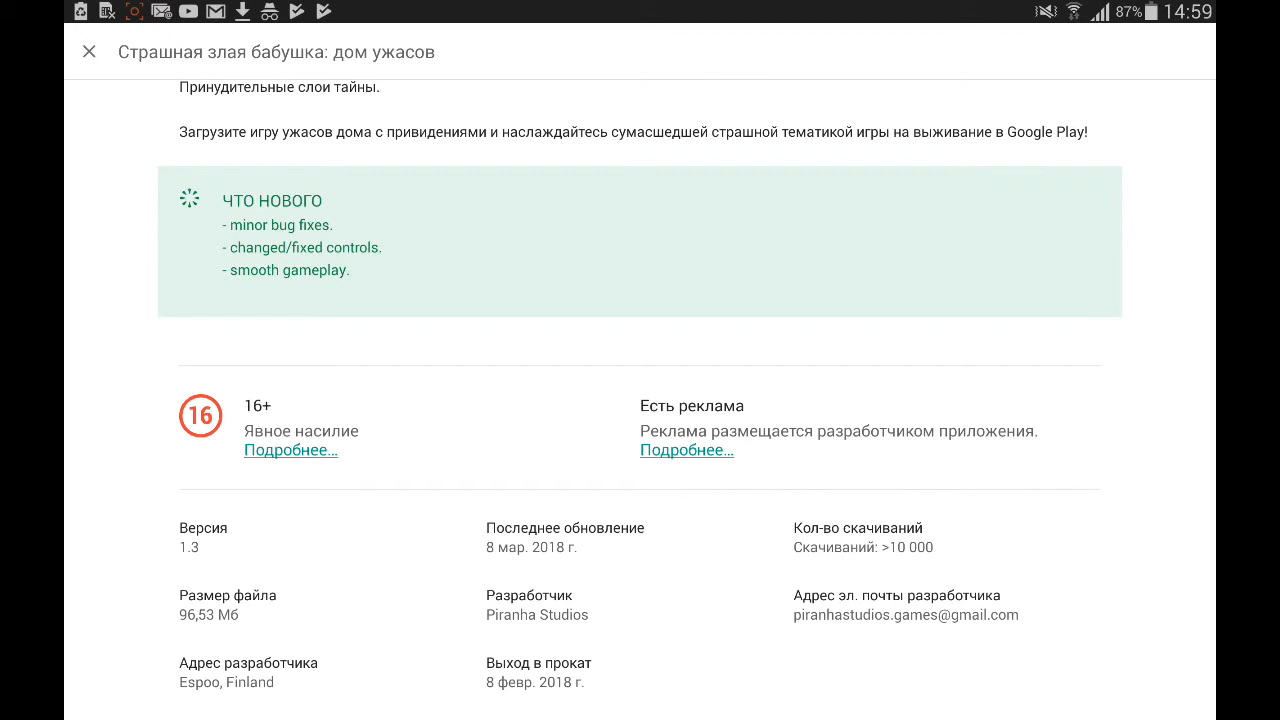 87% 14:59
Страшная злая бабушка: дом ужасов
Принудительные слои тайны.
Загрузите игру ужасов дома с привидениями и наслаждайтесь сумасшедшей страшной тематикой игры на выживание в Google Play!
ЧТО НОВОГО
- minor bug fixes.
- changed/fixed controls.
- smooth gameplay.
16
16+
Явное насилие
Подробнее...
Есть реклама
Реклама размещается разработчиком приложения.
Подробнее...
Версия
1.3
Последнее обновление
8 мар. 2018 г.
Кол-во скачиваний
Скачиваний: >10 000
Размер файла
96,53 Мб
Разработчик
Piranha Studios
Адрес эл. почты разработчика
piranhastudios.games@gmail.com
Адрес разработчика
Espoo, Finland
Выход в прокат
8 февр. 2018 г.